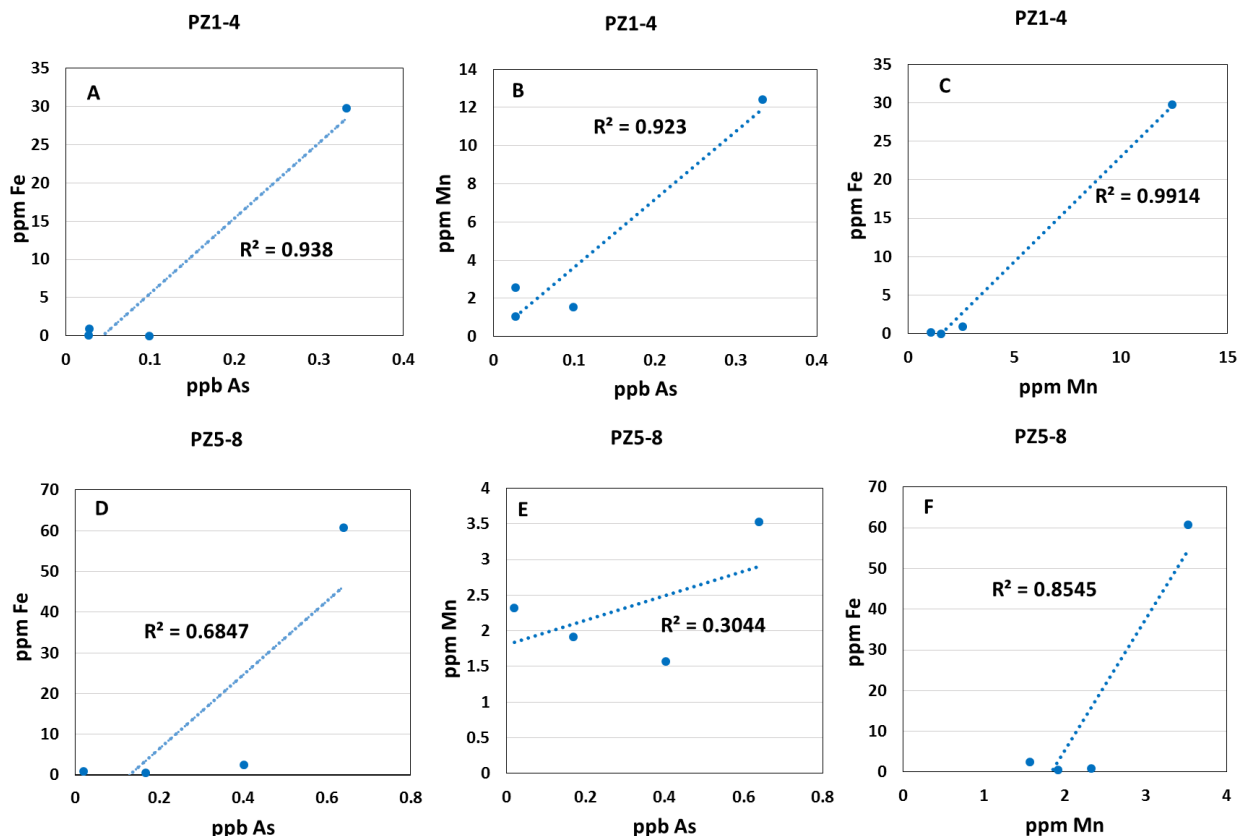 PZ1-4
A
35
30
25
20
15
10
5
0
R² = 0.938
0
0.1
0.2
0.3
0.4
ppm Fe
ppb As
PZ1-4
B
14
12
10
8
6
4
2
0
R² = 0.923
0
0.1
0.2
0.3
0.4
ppm Mn
ppb As
PZ1-4
C
35
30
25
20
15
10
5
0
R² = 0.9914
0
5
10
15
ppm Fe
ppm Mn
PZ5-8
D
70
60
50
40
30
20
10
0
R² = 0.6847
0
0.2
0.4
0.6
0.8
ppm Fe
ppb As
PZ5-8
E
4
3.5
3
2.5
2
1.5
1
0.5
0
R² = 0.3044
0
0.2
0.4
0.6
0.8
ppm Mn
ppb As
PZ5-8
F
70
60
50
40
30
20
10
0
R² = 0.8545
0
1
2
3
4
ppm Fe
ppm Mn